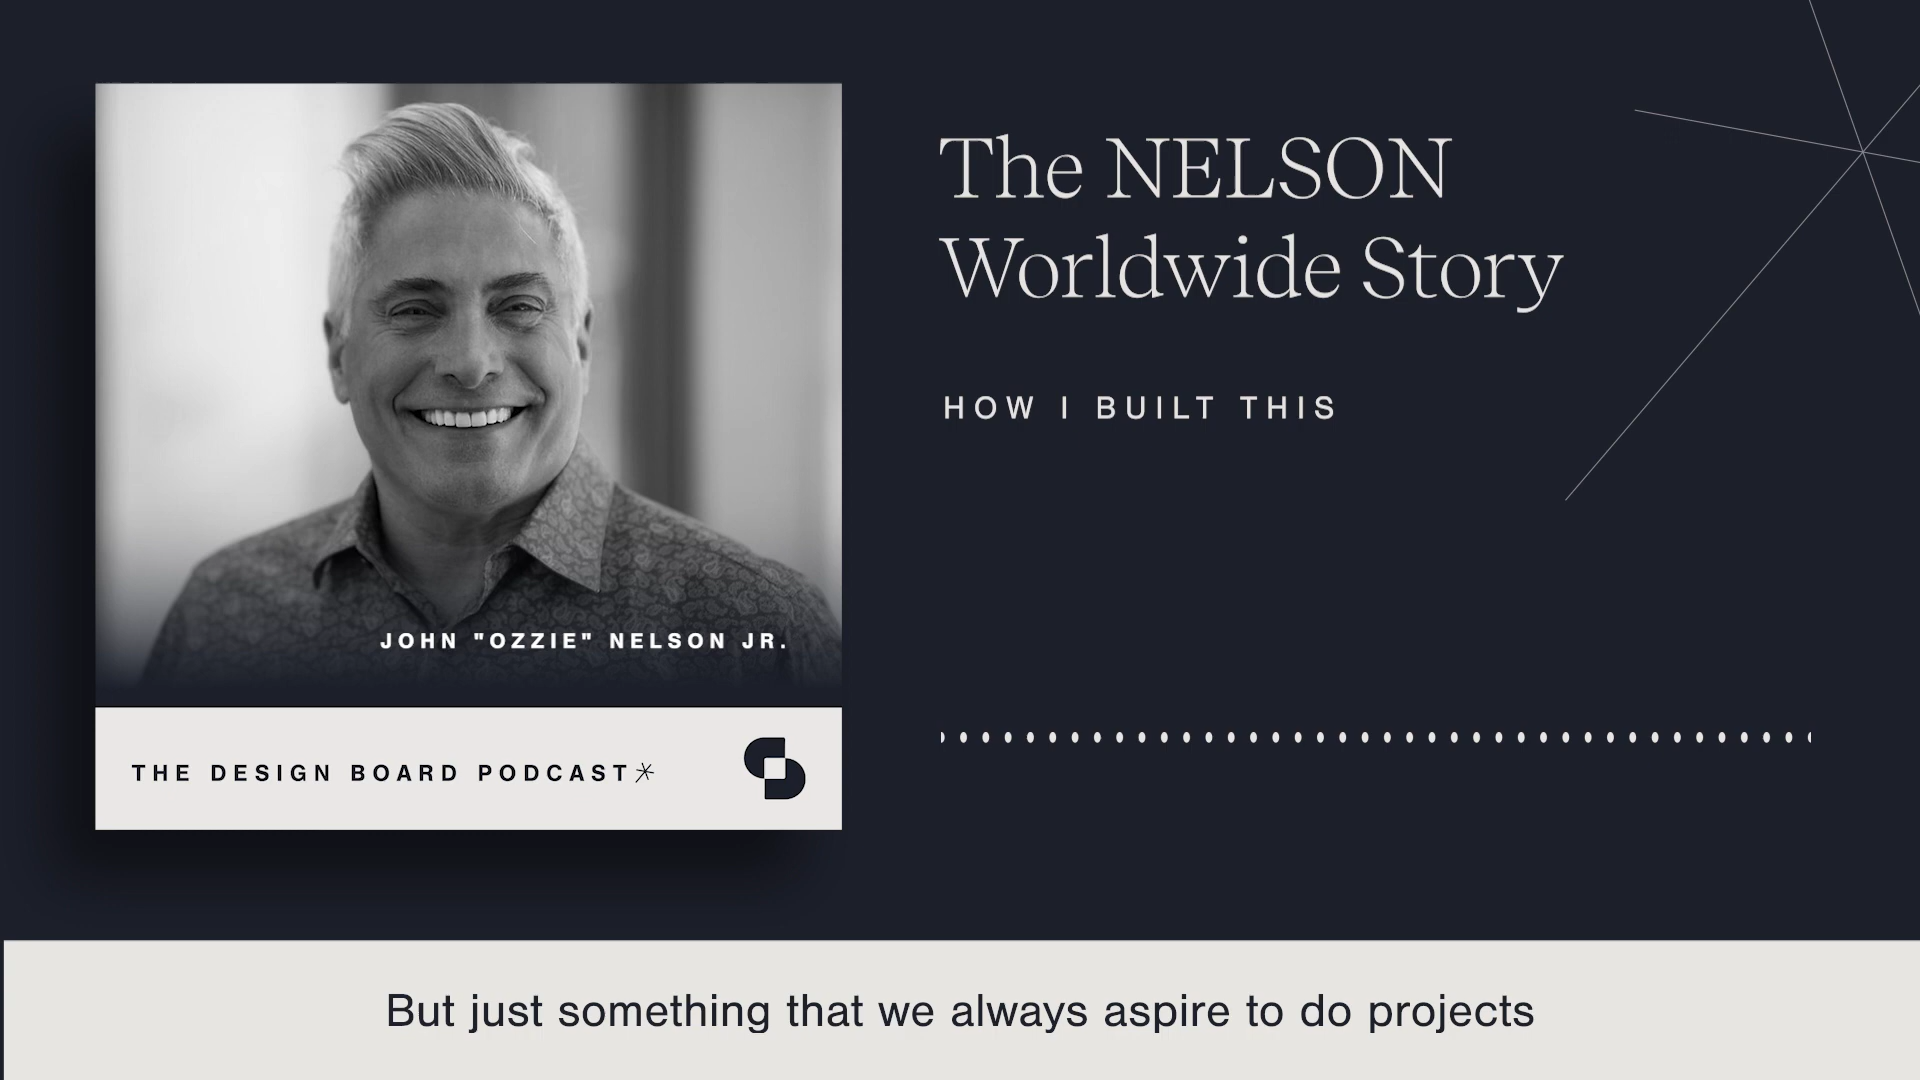 The NELSON
Worldwide Story
HOW I BUILT THIS
JOHN "OZZIE" NELSON JR.
THE DESIGN BOARD PODCAST
But just something that we always aspire to do projects